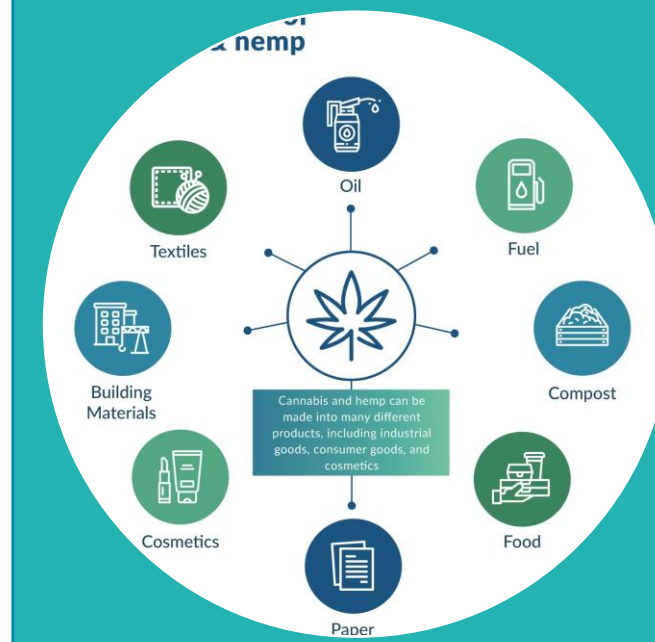 & hemp
Oil
Textiles
Fuel
Building
Materials
Compost
Cannabis and hemp can be
made into many different
products, including industrial
goods, consumer goods, and
cosmetics
Cosmetics
Food
Paper